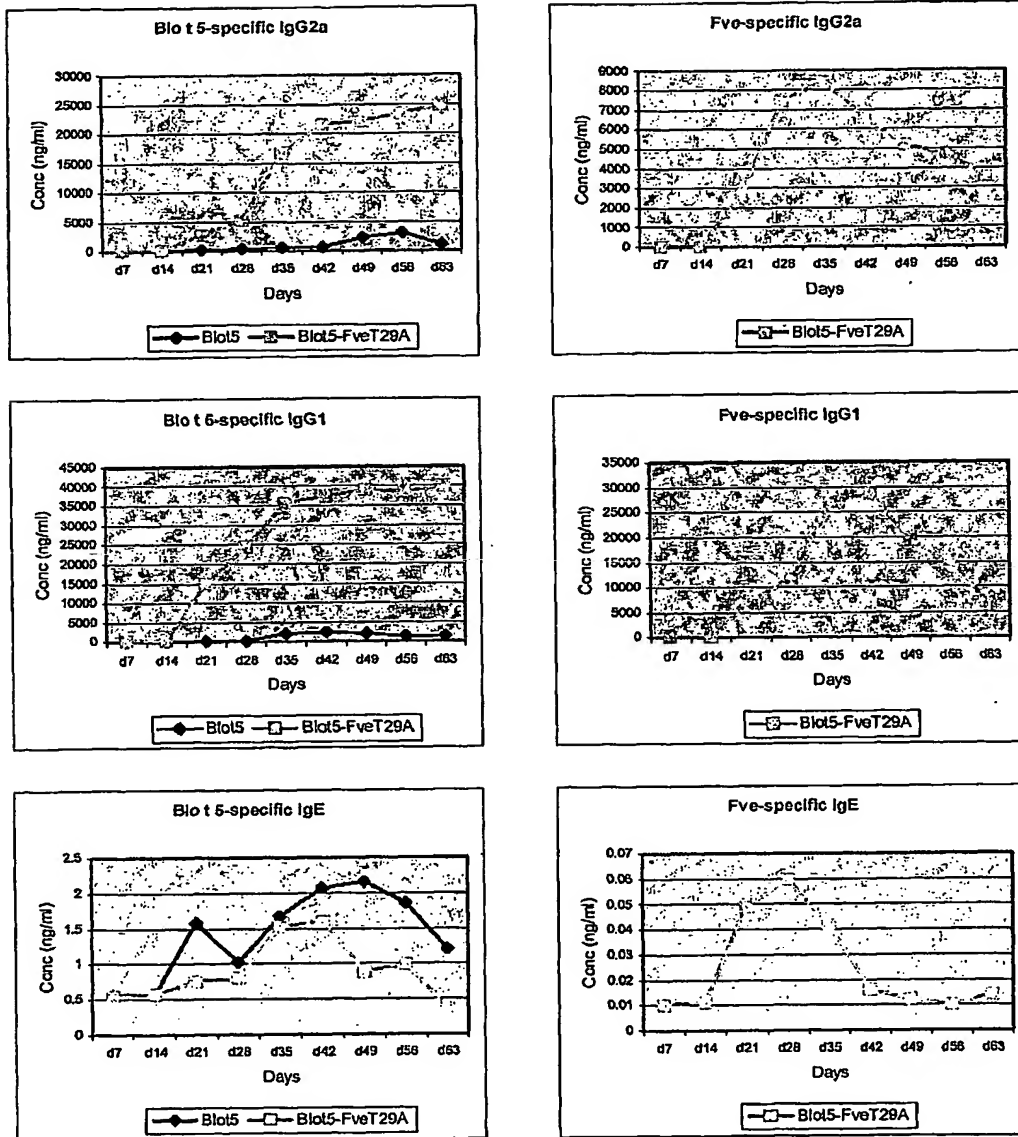 Blo t 5-specific IgG2a
Conc (ng/ml)
30000
25000
20000
15000
10000
5000
0
d7 d14 d21 d28 d35 d42 d49 d56 d63
Days
Blot5 Blot5-FveT29A
Fve-specific IgG2a
Conc (ng/ml)
9000
8000
7000
6000
5000
4000
3000
2000
1000
0
d7 d14 d21 d28 d35 d42 d49 d56 d63
Days
Blot5-FveT29A
Blo t 5-specific IgG1
Conc (ng/ml)
45000
40000
35000
30000
25000
20000
15000
10000
5000
0
d7 d14 d21 d28 d35 d42 d49 d56 d63
Days
Blot5 Blot5-FveT29A
Fve-specific IgG1
Conc (ng/ml)
35000
30000
25000
20000
15000
10000
5000
0
d7 d14 d21 d28 d35 d42 d49 d56 d63
Days
Blot5-FveT29A
Blo t 5-specific IgE
Conc (ng/ml)
2.5
2
1.5
1
0.5
0
d7 d14 d21 d28 d35 d42 d49 d56 d63
Days
Blot5 Blot5-FveT29A
Fve-specific IgE
Conc (ng/ml)
0.07
0.06
0.05
0.04
0.03
0.02
0.01
0
d7 d14 d21 d28 d35 d42 d49 d56 d63
Days
Blot5-FveT29A